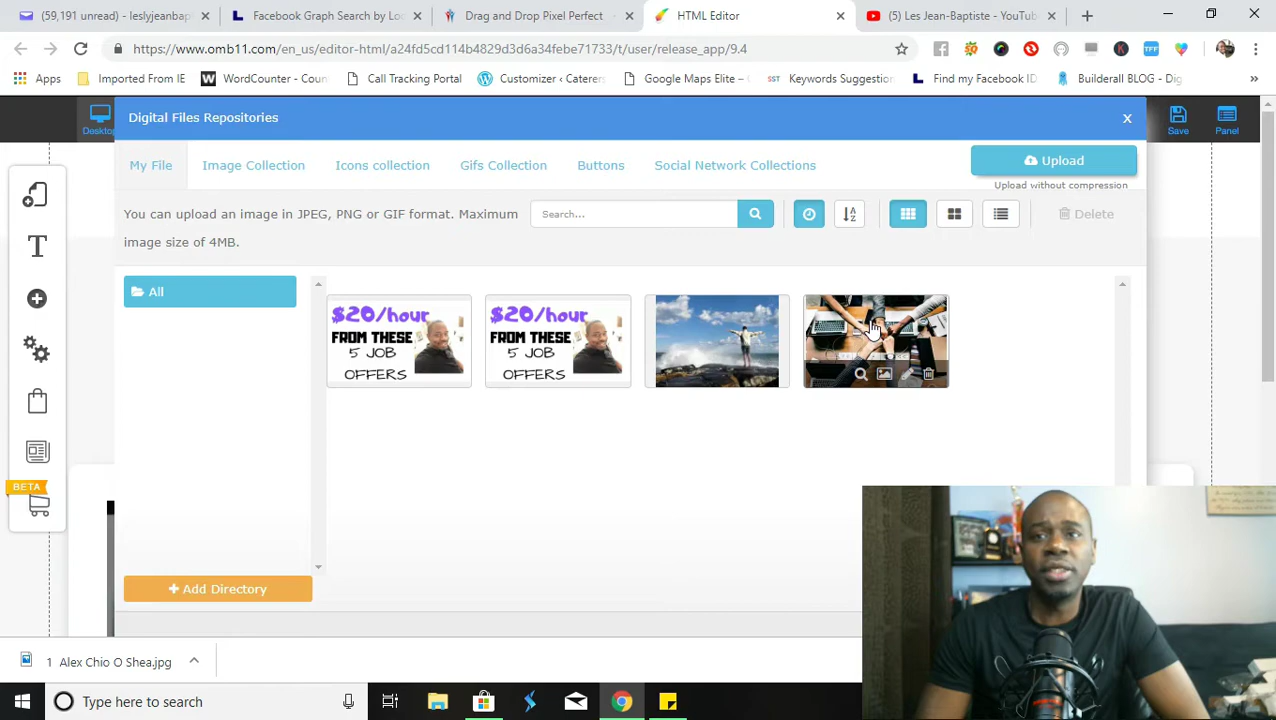 (59,191 unread) - leslyjeanbap
Facebook Graph Search by Lo
Drag and Drop Pixel Perfect
HTML Editor
(5) Les Jean-Baptiste - YouTub
https://www.omb11.com/en_us/editor-html/a24fd5cd114b4829d3d6a34febe71733/t/user/release_app/9.4
TFF
Apps
Imported From IE
WordCounter - Coun
Call Tracking Portal
Customizer ‹ Caterers
Google Maps Bite –
SST
Keywords Suggestion
Find my Facebook ID
Builderall BLOG - Dig
Desktop
Digital Files Repositories
x
Save
Panel
My File
Image Collection
Icons collection
Gifs Collection
Buttons
Social Network Collections
Upload
Upload without compression
You can upload an image in JPEG, PNG or GIF format. Maximum
image size of 4MB.
Search...
Delete
All
$20/hour
FROM THESE
5 JOB
OFFERS
$20/hour
FROM THESE
5 JOB
OFFERS
BETA
+ Add Directory
1 Alex Chio O Shea.jpg
Type here to search